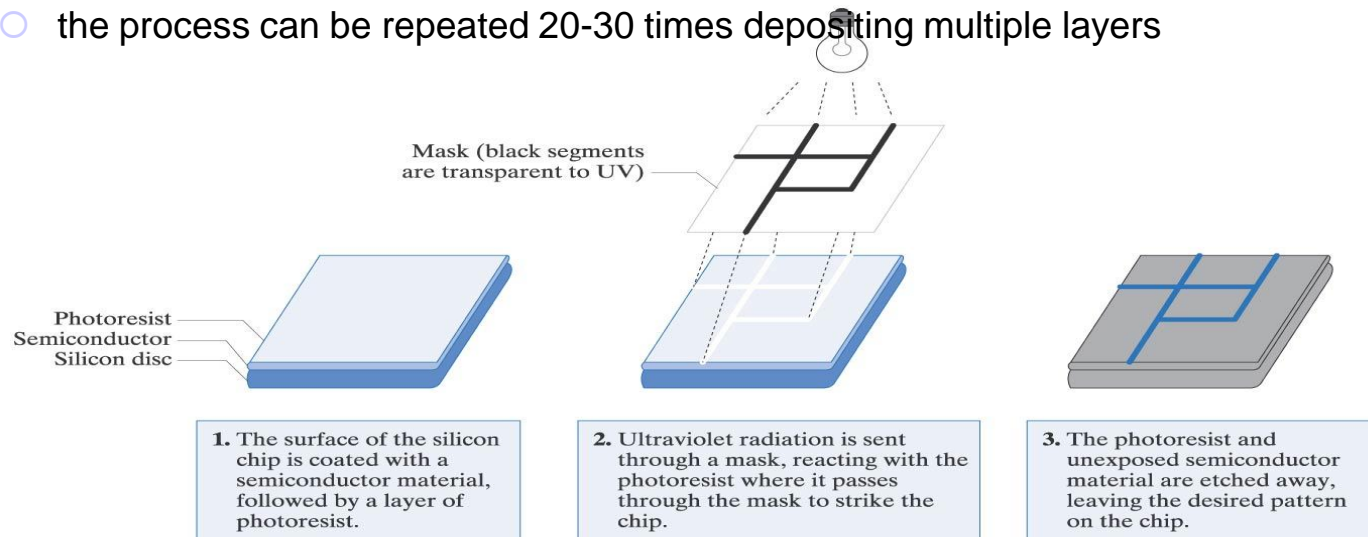 the process can be repeated 20-30 times depositing multiple layers
Mask (black segments
are transparent to UV)
Photoresist
Semiconductor
Silicon disc
1. The surface of the silicon
chip is coated with a
semiconductor material,
followed by a layer of
photoresist.
2. Ultraviolet radiation is sent
through a mask, reacting with the
photoresist where it passes
through the mask to strike the
chip.
3. The photoresist and
unexposed semiconductor
material are etched away,
leaving the desired pattern
on the chip.